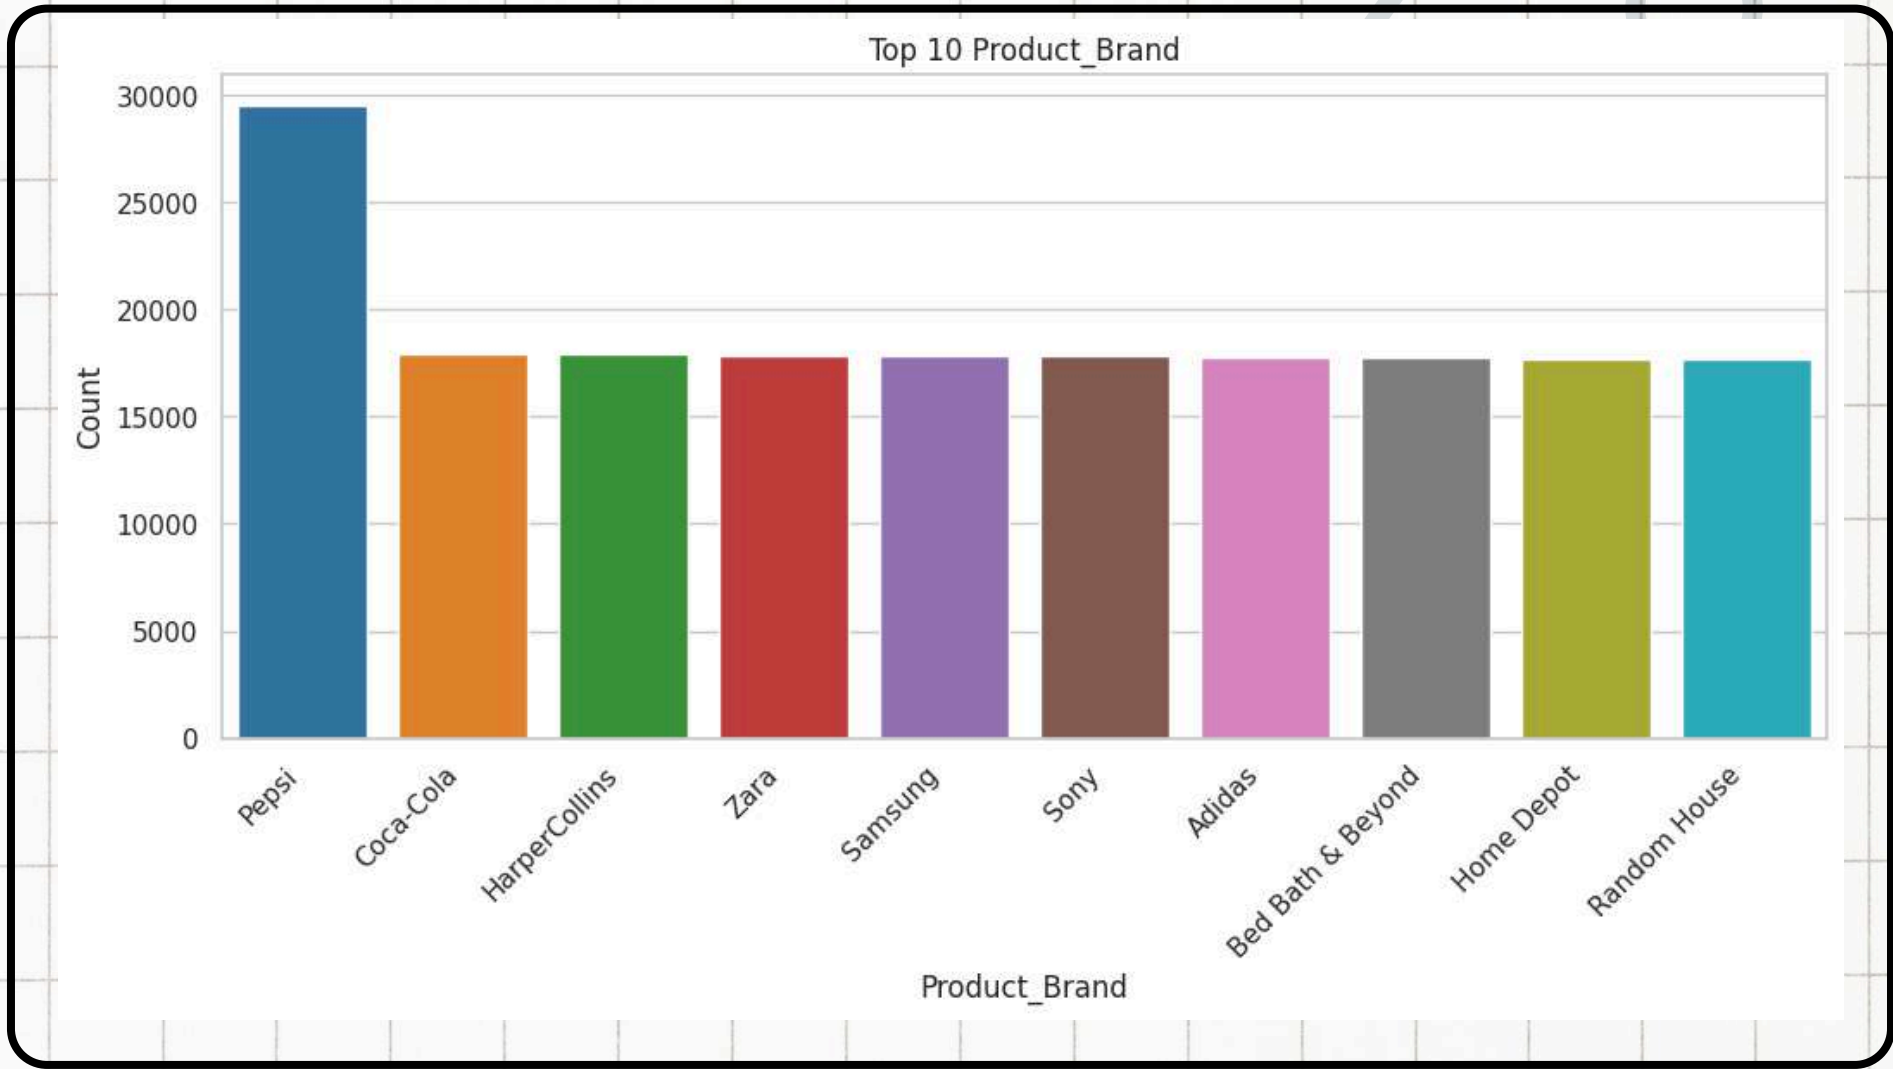 Top 10 Product_Brand
30000
25000
20000
15000
10000
5000
0
Count
Pepsi
Coca-Cola
HarperCollins
Zara
Samsung
Sony
Adidas
Bed Bath & Beyond
Home Depot
Random House
Product_Brand